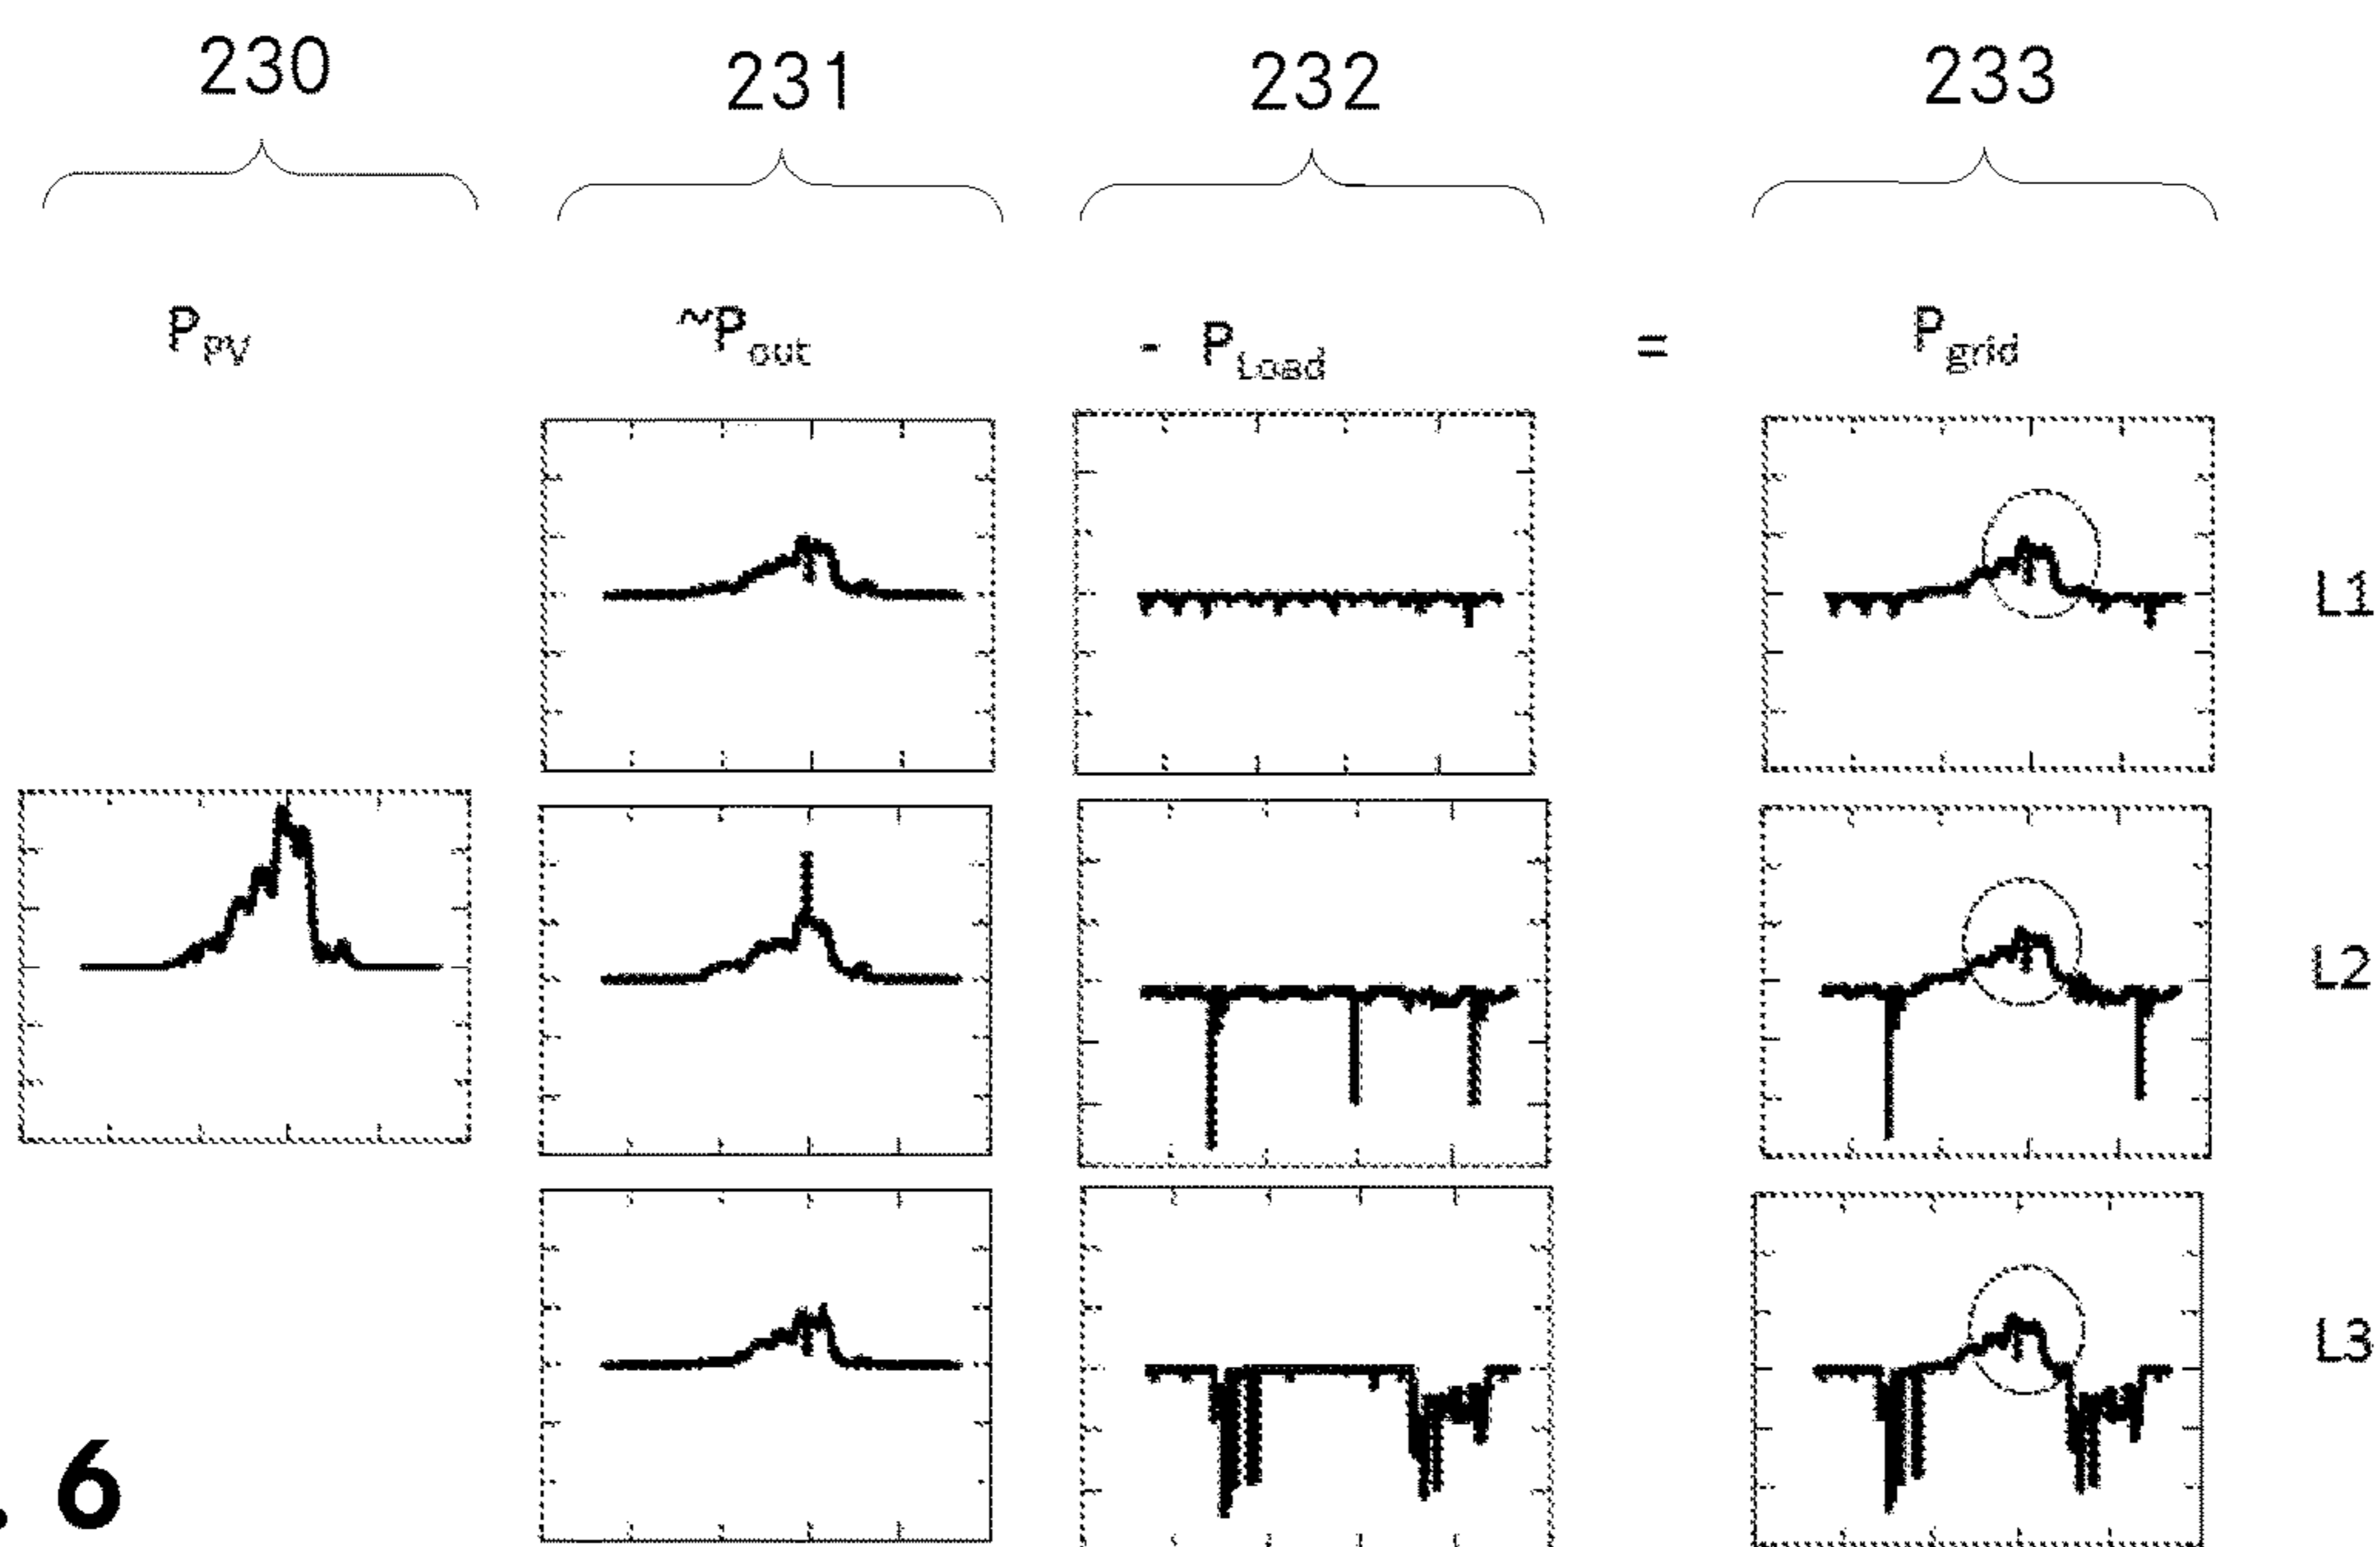 230 231 232 233
P_PV ~P_out - P_Load = P_grid
L1
L2
L3
. 6